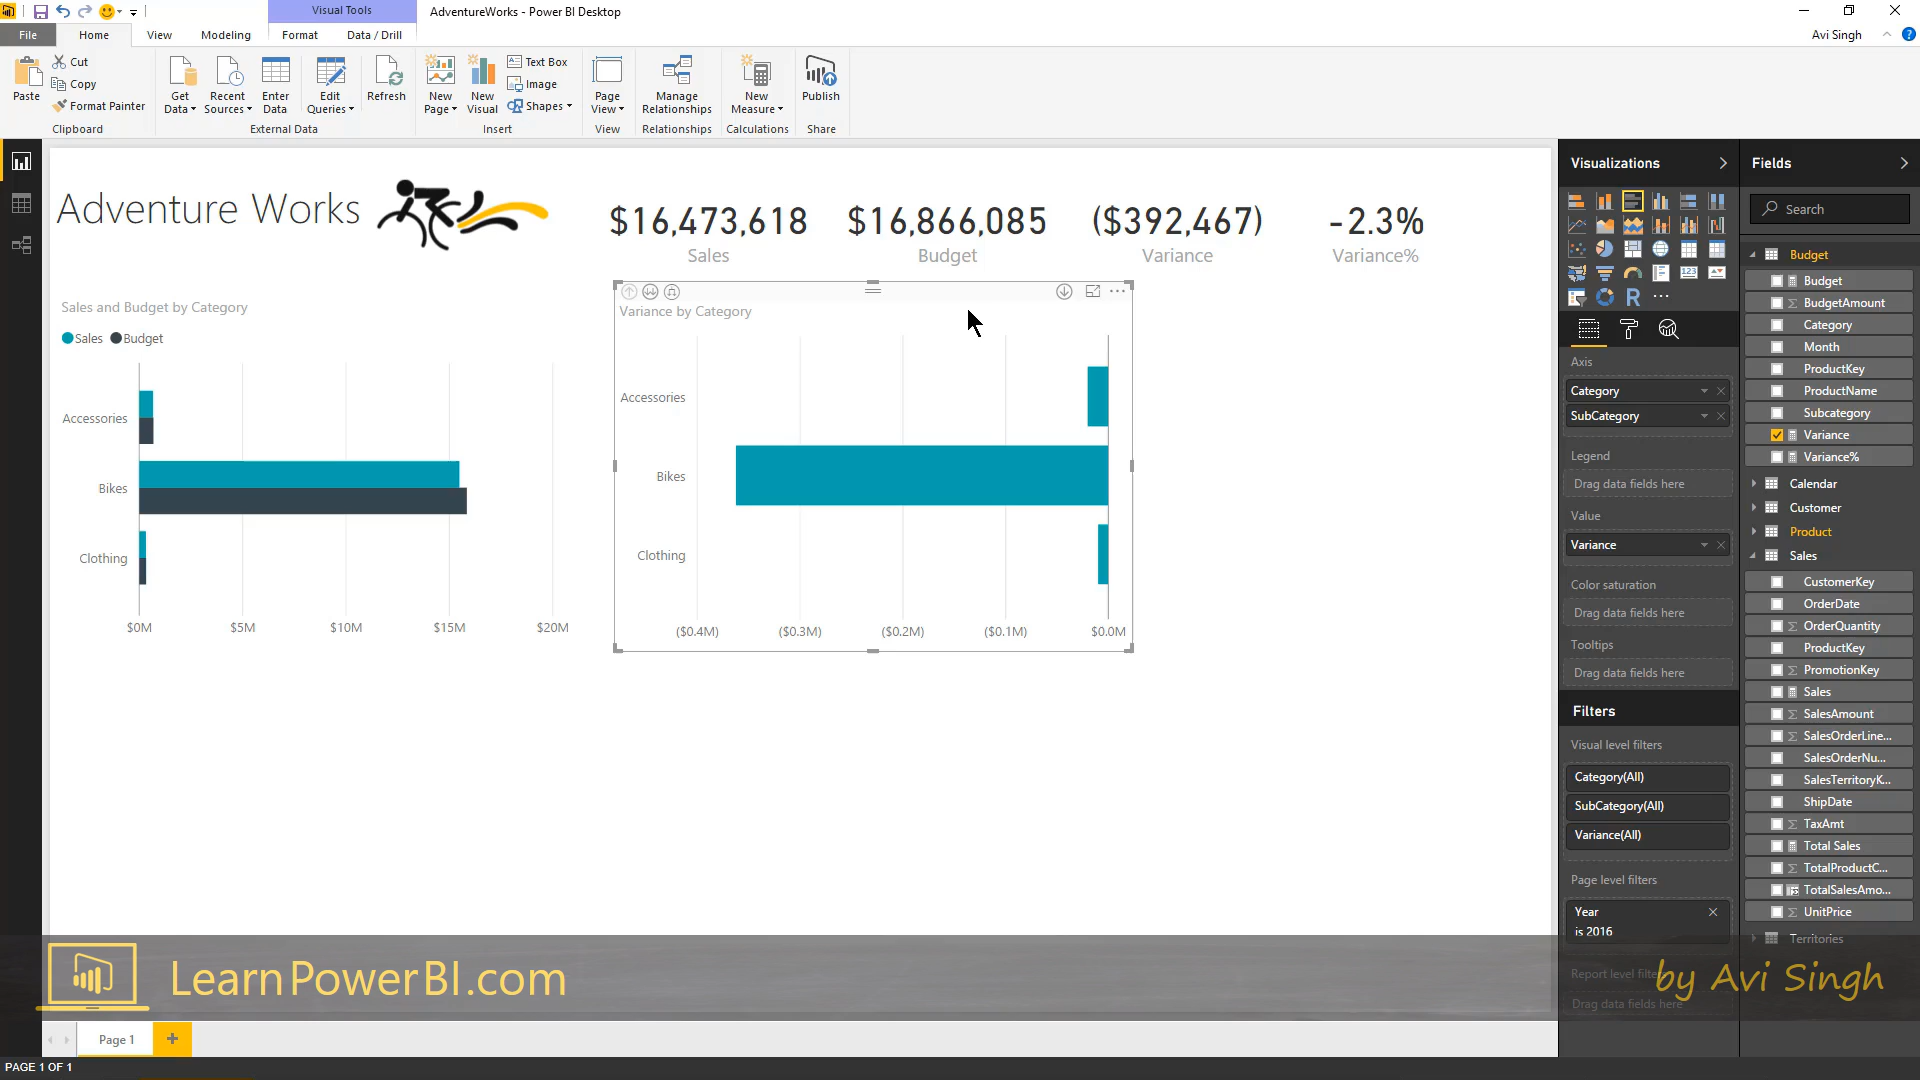 Visual Tools
AdventureWorks - Power BI Desktop
File
Home
View
Modeling
Format
Data / Drill
Avi Singh
Paste
Cut
Copy
Format Painter
Clipboard
Get Data
Recent Sources
Enter Data
Edit Queries
External Data
Refresh
New Page
New Visual
Text Box
Image
Shapes
Insert
Page View
View
Manage Relationships
Relationships
New Measure
Calculations
Publish
Share
Adventure Works
$16,473,618
Sales
$16,866,085
Budget
($392,467)
Variance
-2.3%
Variance%
Sales and Budget by Category
Sales
Budget
Accessories
Bikes
Clothing
$0M
$5M
$10M
$15M
$20M
Variance by Category
Accessories
Bikes
Clothing
($0.4M)
($0.3M)
($0.2M)
($0.1M)
$0.0M
Visualizations
R
Axis
Category
SubCategory
Legend
Drag data fields here
Value
Variance
Color saturation
Drag data fields here
Tooltips
Drag data fields here
Filters
Visual level filters
Category(All)
SubCategory(All)
Variance(All)
Page level filters
Year
is 2016
Report level filters
Drag data fields here
Fields
Search
Budget
Budget
BudgetAmount
Category
Month
ProductKey
ProductName
Subcategory
Variance
Variance%
Calendar
Customer
Product
Sales
CustomerKey
OrderDate
OrderQuantity
ProductKey
PromotionKey
Sales
SalesAmount
SalesOrderLine...
SalesOrderNu...
SalesTerritoryK...
ShipDate
TaxAmt
Total Sales
TotalProductC...
TotalSalesAmo...
UnitPrice
Territories
LearnPowerBI.com
by Avi Singh
Page 1
PAGE 1 OF 1